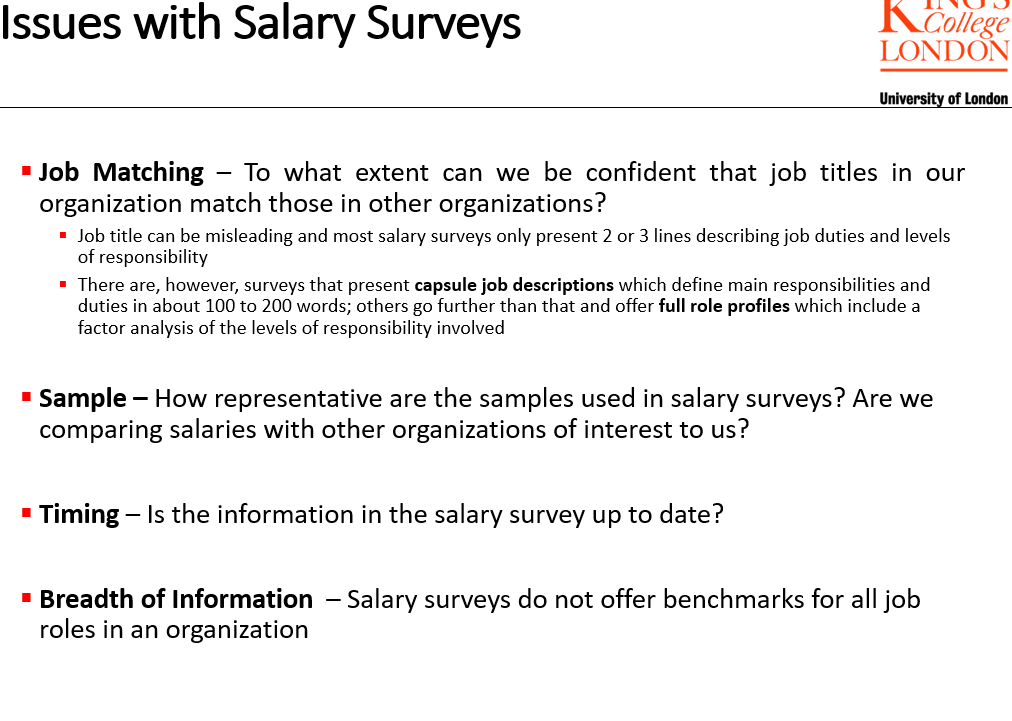 Issues with Salary Surveys
KING'S
College
LONDON
University of London
Job Matching – To what extent can we be confident that job titles in our
organization match those in other organizations?
Job title can be misleading and most salary surveys only present 2 or 3 lines describing job duties and levels
of responsibility
There are, however, surveys that present capsule job descriptions which define main responsibilities and
duties in about 100 to 200 words; others go further than that and offer full role profiles which include a
factor analysis of the levels of responsibility involved
Sample – How representative are the samples used in salary surveys? Are we
comparing salaries with other organizations of interest to us?
Timing – Is the information in the salary survey up to date?
Breadth of Information – Salary surveys do not offer benchmarks for all job
roles in an organization